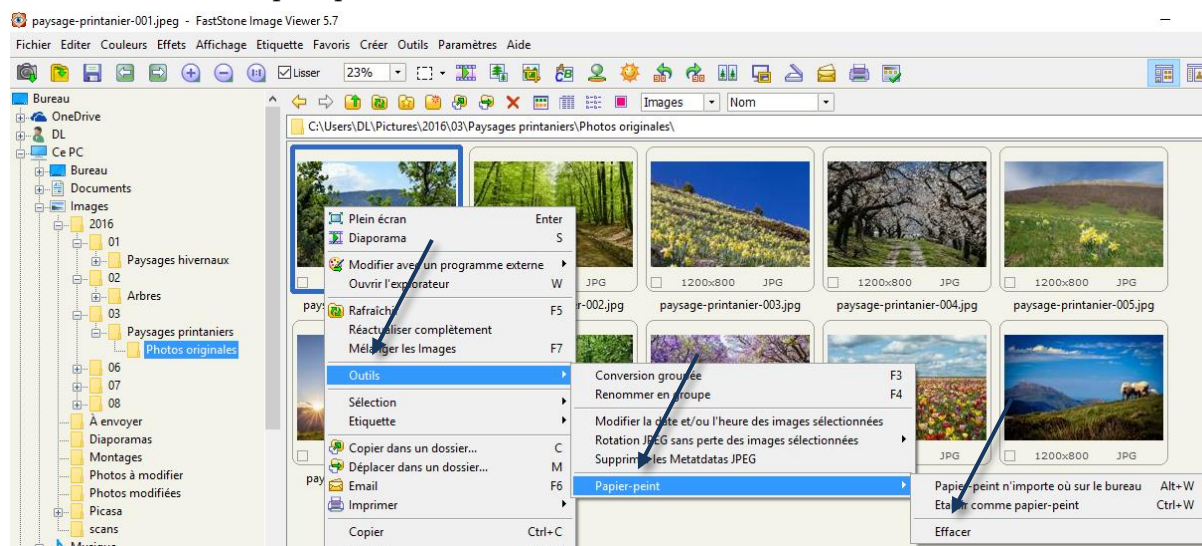 paysage-printanier-001.jpeg - FastStone Image Viewer 5.7
Fichier Editer Couleurs Effets Affichage Etiquette Favoris Créer Outils Paramètres Aide
Lisser 23%
Images Nom
C:\Users\DL\Pictures\2016\03\Paysages printaniers\Photos originales\
Bureau
OneDrive
DL
Ce PC
Bureau
Documents
Images
2016
01
Paysages hivernaux
02
Arbres
03
Paysages printaniers
Photos originales
06
07
08
À envoyer
Diaporamas
Montages
Photos à modifier
Photos modifiées
Picasa
scans
Musique
JPG
1200x800 JPG
1200x800 JPG
1200x800 JPG
r-002.jpg
paysage-printanier-003.jpg
paysage-printanier-004.jpg
paysage-printanier-005.jpg
JPG
1200x800 JPG
Plein écran Enter
Diaporama S
Modifier avec un programme externe
Ouvrir l'explorateur W
Rafraîchir F5
Réactualiser complètement
Mélanger les Images F7
Outils
Sélection
Etiquette
Copier dans un dossier... C
Déplacer dans un dossier... M
Email F6
Imprimer
Copier Ctrl+C
Conversion groupée F3
Renommer en groupe F4
Modifier la date et/ou l'heure des images sélectionnées
Rotation JPEG sans perte des images sélectionnées
Supprimer les Metatdatas JPEG
Papier-peint
Papier-peint n'importe où sur le bureau Alt+W
Etablir comme papier-peint Ctrl+W
Effacer